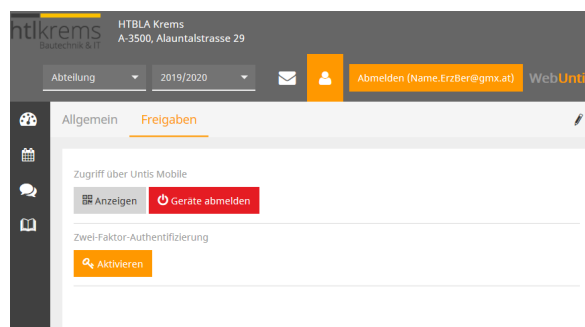 htlkrems
Bautechnik & IT
HTBLA Krems
A-3500, Alauntalstrasse 29
Abteilung
2019/2020
Abmelden (Name.ErzBer@gmx.at)
WebUnti
Allgemein
Freigaben
Zugriff über Untis Mobile
Anzeigen
Geräte abmelden
Zwei-Faktor-Authentifizierung
Aktivieren